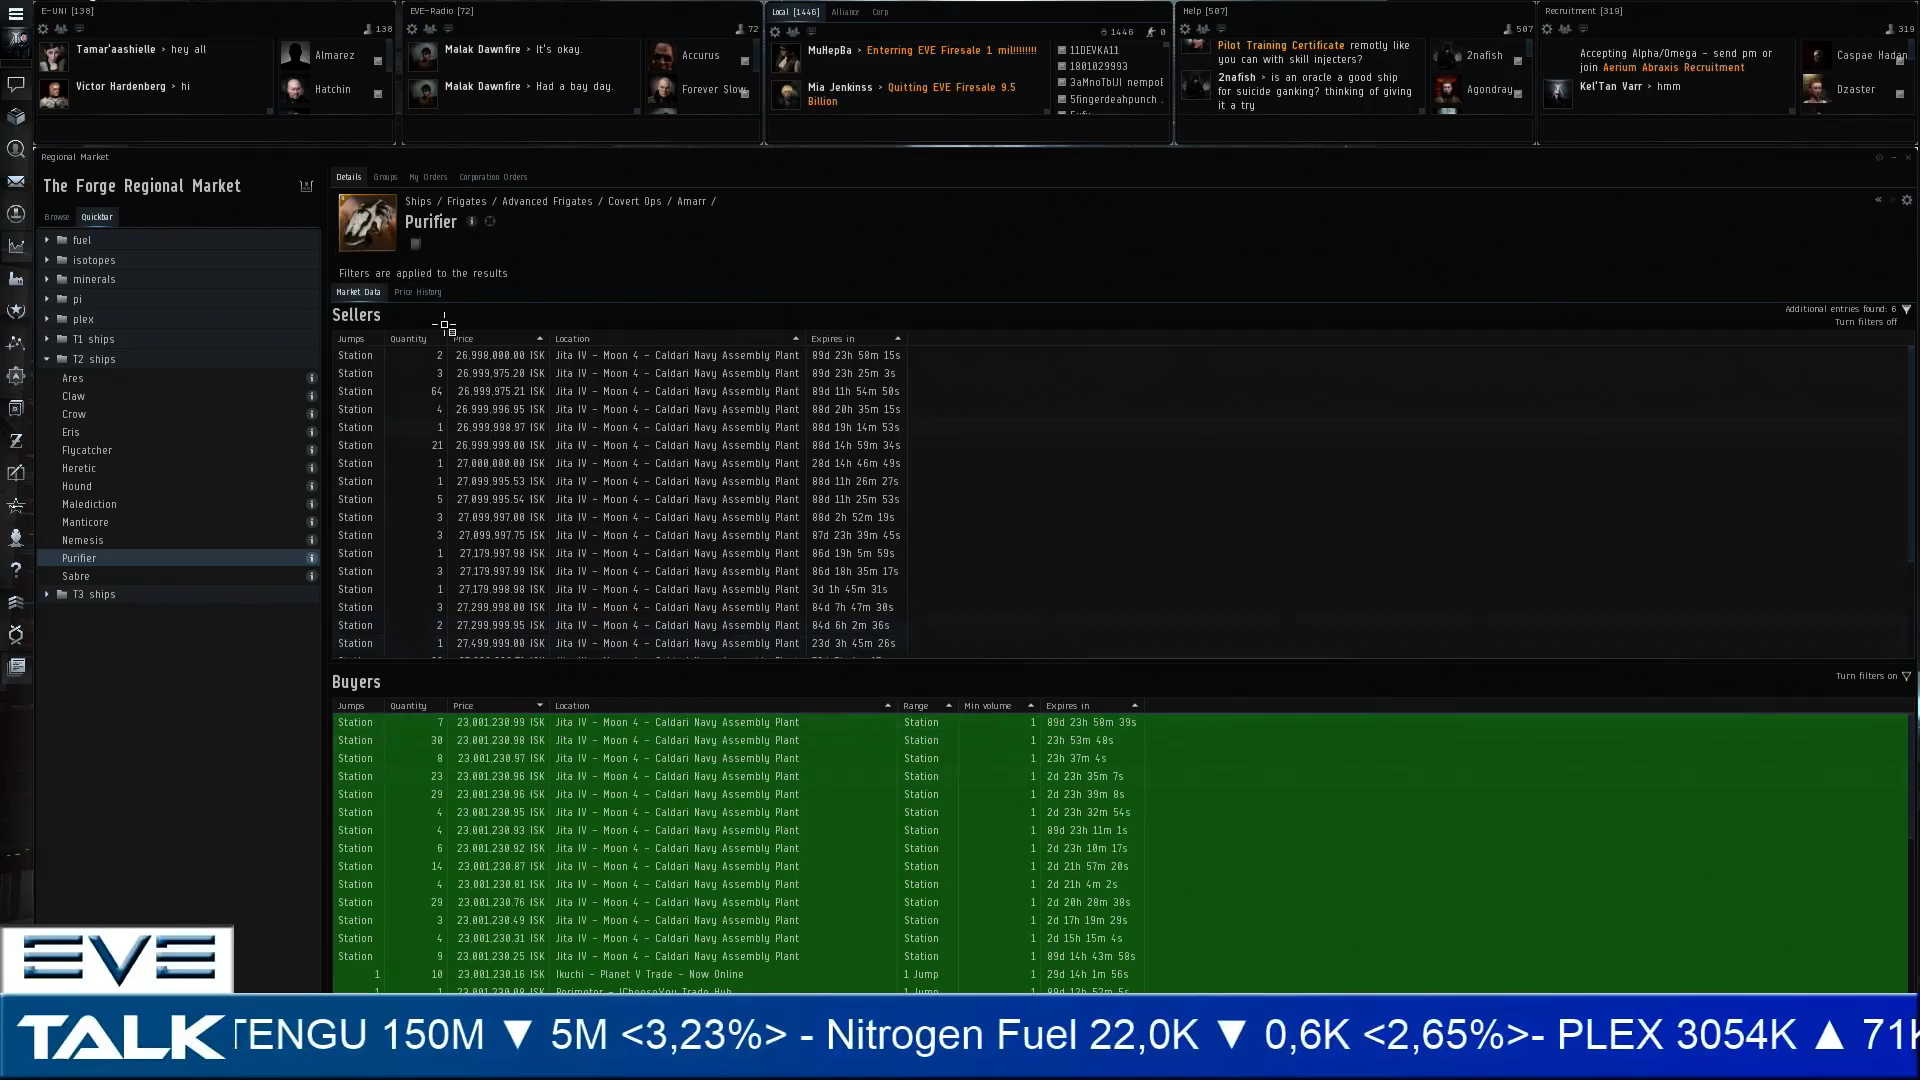 E-UNI [138]
138
Tamar'aashielle > hey all
Victor Hardenberg > hi
Almarez
Hatchin
EVE-Radio [72]
72
Malak Dawnfire > It's okay.
Malak Dawnfire > Had a bay day.
Accurus
Forever Slow
Local [1446]
Alliance
Corp
1446
0
MuHepBa > Enterring EVE Firesale 1 mil!!!!!!!!
Mia Jenkinss > Quitting EVE Firesale 9.5
Billion
11DEVKA11
1801029993
5fingerdeathpunch .
Help [507]
507
Pilot Training Certificate remotly like
you can with skill injecters?
2nafish > is an oracle a good ship
for suicide ganking? thinking of giving
it a try
2nafish
Agondray
Recruitment [319]
319
Accepting Alpha/Omega - send pm or
join Aerium Abraxis Recruitment
Kel'Tan Varr > hmm
Caspae Hadan
Dzaster
Regional Market
The Forge Regional Market
Browse
Quickbar
fuel
isotopes
minerals
pi
plex
T1 ships
T2 ships
Ares
Claw
Crow
Eris
Flycatcher
Heretic
Hound
Malediction
Manticore
Nemesis
Purifier
Sabre
T3 ships
Details Groups My Orders Corporation Orders
Ships / Frigates / Advanced Frigates / Covert Ops / Amarr /
Purifier
Filters are applied to the results
Market Data Price History
Sellers
Additional entries found: 6
Turn filters off
Jumps Quantity Price Location Expires in
Station 2 26,998,000.00 ISK Jita IV - Moon 4 - Caldari Navy Assembly Plant 89d 23h 58m 15s
Station 3 26,999,975.20 ISK Jita IV - Moon 4 - Caldari Navy Assembly Plant 89d 23h 25m 3s
Station 64 26,999,975.21 ISK Jita IV - Moon 4 - Caldari Navy Assembly Plant 89d 11h 54m 50s
Station 4 26,999,996.95 ISK Jita IV - Moon 4 - Caldari Navy Assembly Plant 88d 20h 35m 15s
Station 1 26,999,998.97 ISK Jita IV - Moon 4 - Caldari Navy Assembly Plant 88d 19h 14m 53s
Station 21 26,999,999.00 ISK Jita IV - Moon 4 - Caldari Navy Assembly Plant 88d 14h 59m 34s
Station 1 27,000,000.00 ISK Jita IV - Moon 4 - Caldari Navy Assembly Plant 28d 14h 46m 49s
Station 1 27,099,995.53 ISK Jita IV - Moon 4 - Caldari Navy Assembly Plant 88d 11h 26m 27s
Station 5 27,099,995.54 ISK Jita IV - Moon 4 - Caldari Navy Assembly Plant 88d 11h 25m 53s
Station 3 27,099,997.00 ISK Jita IV - Moon 4 - Caldari Navy Assembly Plant 88d 2h 52m 19s
Station 3 27,099,997.75 ISK Jita IV - Moon 4 - Caldari Navy Assembly Plant 87d 23h 39m 45s
Station 1 27,179,997.98 ISK Jita IV - Moon 4 - Caldari Navy Assembly Plant 86d 19h 5m 59s
Station 3 27,179,997.99 ISK Jita IV - Moon 4 - Caldari Navy Assembly Plant 86d 18h 35m 17s
Station 1 27,179,998.98 ISK Jita IV - Moon 4 - Caldari Navy Assembly Plant 3d 1h 45m 31s
Station 3 27,299,998.00 ISK Jita IV - Moon 4 - Caldari Navy Assembly Plant 84d 7h 47m 30s
Station 2 27,299,999.95 ISK Jita IV - Moon 4 - Caldari Navy Assembly Plant 84d 6h 2m 36s
Station 1 27,499,999.00 ISK Jita IV - Moon 4 - Caldari Navy Assembly Plant 23d 3h 45m 26s
Buyers
Turn filters on
Jumps Quantity Price Location Range Min volume Expires in
Station 7 23,001,230.99 ISK Jita IV - Moon 4 - Caldari Navy Assembly Plant Station 1 89d 23h 58m 39s
Station 30 23,001,230.98 ISK Jita IV - Moon 4 - Caldari Navy Assembly Plant Station 1 23h 53m 48s
Station 8 23,001,230.97 ISK Jita IV - Moon 4 - Caldari Navy Assembly Plant Station 1 23h 37m 4s
Station 23 23,001,230.96 ISK Jita IV - Moon 4 - Caldari Navy Assembly Plant Station 1 2d 23h 35m 7s
Station 29 23,001,230.96 ISK Jita IV - Moon 4 - Caldari Navy Assembly Plant Station 1 2d 23h 39m 8s
Station 4 23,001,230.95 ISK Jita IV - Moon 4 - Caldari Navy Assembly Plant Station 1 2d 23h 32m 54s
Station 4 23,001,230.93 ISK Jita IV - Moon 4 - Caldari Navy Assembly Plant Station 1 89d 23h 11m 1s
Station 6 23,001,230.92 ISK Jita IV - Moon 4 - Caldari Navy Assembly Plant Station 1 2d 23h 10m 17s
Station 14 23,001,230.87 ISK Jita IV - Moon 4 - Caldari Navy Assembly Plant Station 1 2d 21h 57m 20s
Station 4 23,001,230.81 ISK Jita IV - Moon 4 - Caldari Navy Assembly Plant Station 1 2d 21h 4m 2s
Station 29 23,001,230.76 ISK Jita IV - Moon 4 - Caldari Navy Assembly Plant Station 1 2d 20h 28m 38s
Station 3 23,001,230.49 ISK Jita IV - Moon 4 - Caldari Navy Assembly Plant Station 1 2d 17h 19m 29s
Station 4 23,001,230.31 ISK Jita IV - Moon 4 - Caldari Navy Assembly Plant Station 1 2d 15h 15m 4s
Station 9 23,001,230.25 ISK Jita IV - Moon 4 - Caldari Navy Assembly Plant Station 1 89d 14h 43m 58s
1 10 23,001,230.16 ISK Ikuchi - Planet V Trade - Now Online 1 Jump 1 29d 14h 1m 56s
1 1 23,001,230.08 ISK Perimeter - IChooseYou Trade Hub 1 Jump 1 89d 12h 52m 5s
EVE
TALK
TENGU 150M ▼ 5M <3,23%> - Nitrogen Fuel 22,0K ▼ 0,6K <2,65%>- PLEX 3054K ▲ 71K